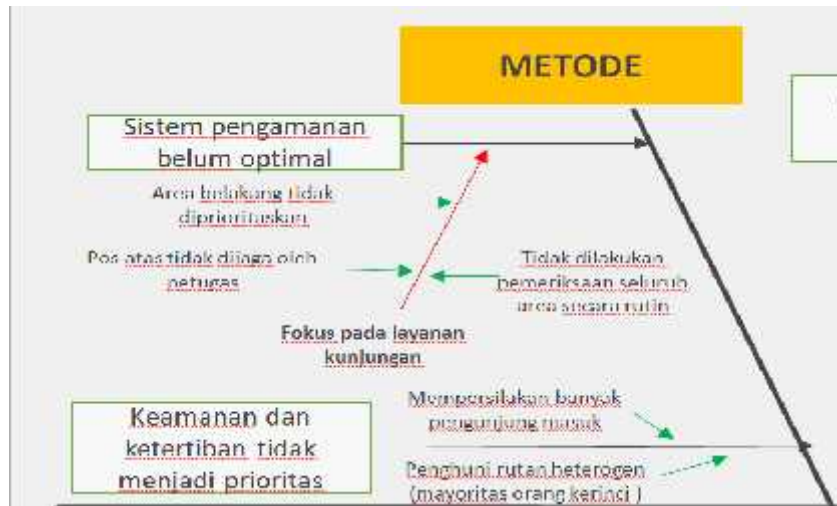 METODE
Sistem pengamanan
belum optimal
Area belakang tidak
diprioritaskan
Pos atas tidak dijaga oleh
petugas
Tidak dilakukan
pemeriksaan seluruh
area secara rutin
Fokus pada layanan
kunjungan
Keamanan dan
ketertiban tidak
menjadi prioritas
Mempersilakan banyak
pengunjung masuk
Penghuni rutan heterogen
(mayoritas orang kerinci )